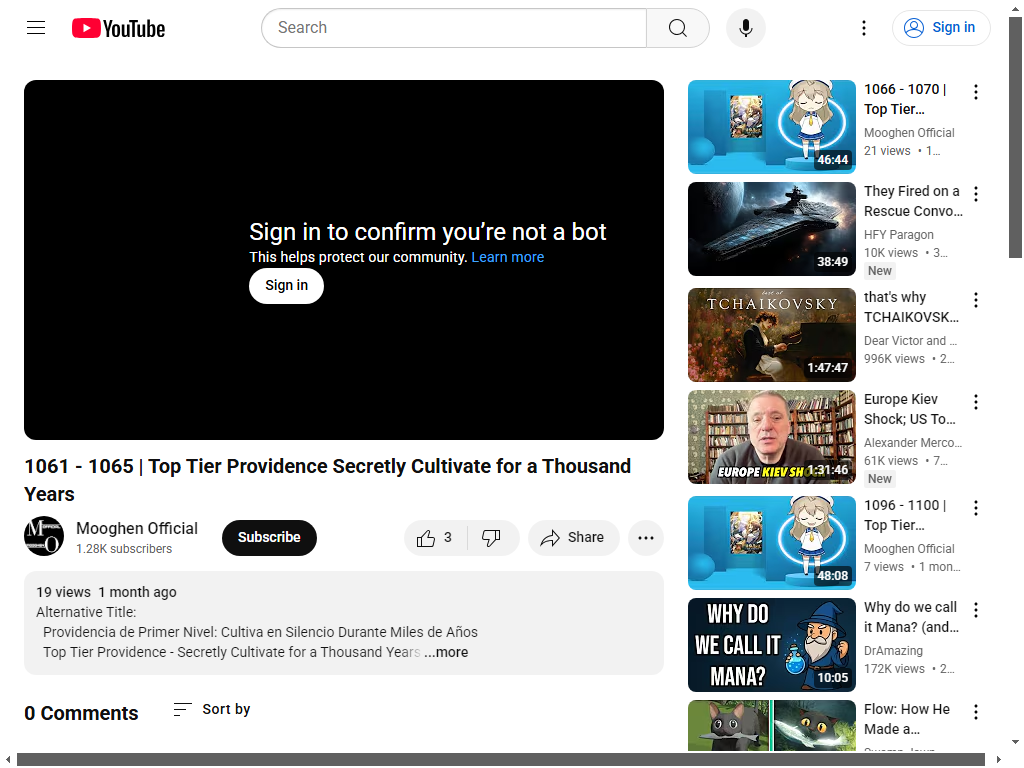 YouTube
Search
Sign in
Sign in to confirm you’re not a bot
This helps protect our community. Learn more
Sign in
1061 - 1065 | Top Tier Providence Secretly Cultivate for a Thousand
Years
Mooghen Official
1.28K subscribers
Subscribe
3
Share
19 views 1 month ago
Alternative Title:
Providencia de Primer Nivel: Cultiva en Silencio Durante Miles de Años
Top Tier Providence - Secretly Cultivate for a Thousand Years ...more
0 Comments
Sort by
46:44
1066 - 1070 |
Top Tier…
Mooghen Official
21 views • 1…
38:49
They Fired on a
Rescue Convo…
HFY Paragon
10K views • 3…
New
best of
TCHAIKOVSKY
1:47:47
that's why
TCHAIKOVSK…
Dear Victor and …
996K views • 2…
EUROPE KIEV SH
1:31:46
Europe Kiev
Shock; US To…
Alexander Merco…
61K views • 7…
New
48:08
1096 - 1100 |
Top Tier…
Mooghen Official
7 views • 1 mon…
WHY DO
WE CALL IT
MANA?
10:05
Why do we call
it Mana? (and…
DrAmazing
172K views • 2…
Flow: How He
Made a…